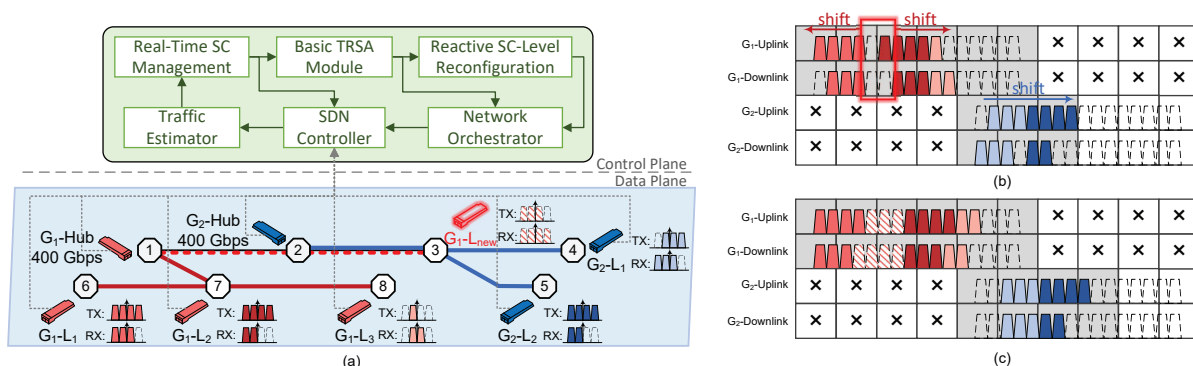 Real-Time SC
Management
Basic TRSA
Module
Reactive SC-Level
Reconfiguration
Traffic
Estimator
SDN
Controller
Network
Orchestrator
Control Plane
Data Plane
G₁-Hub
400 Gbps
G₂-Hub
400 Gbps
G₁-Lnew
TX:
RX:
1
2
3
4
TX:
RX:
G₂-L₁
6
7
8
5
G₁-L₁
TX:
RX:
G₁-L₂
TX:
RX:
G₁-L₃
TX:
RX:
G₂-L₂
TX:
RX:
(a)
shift
shift
G₁-Uplink
G₁-Downlink
shift
G₂-Uplink
G₂-Downlink
(b)
G₁-Uplink
G₁-Downlink
G₂-Uplink
G₂-Downlink
(c)